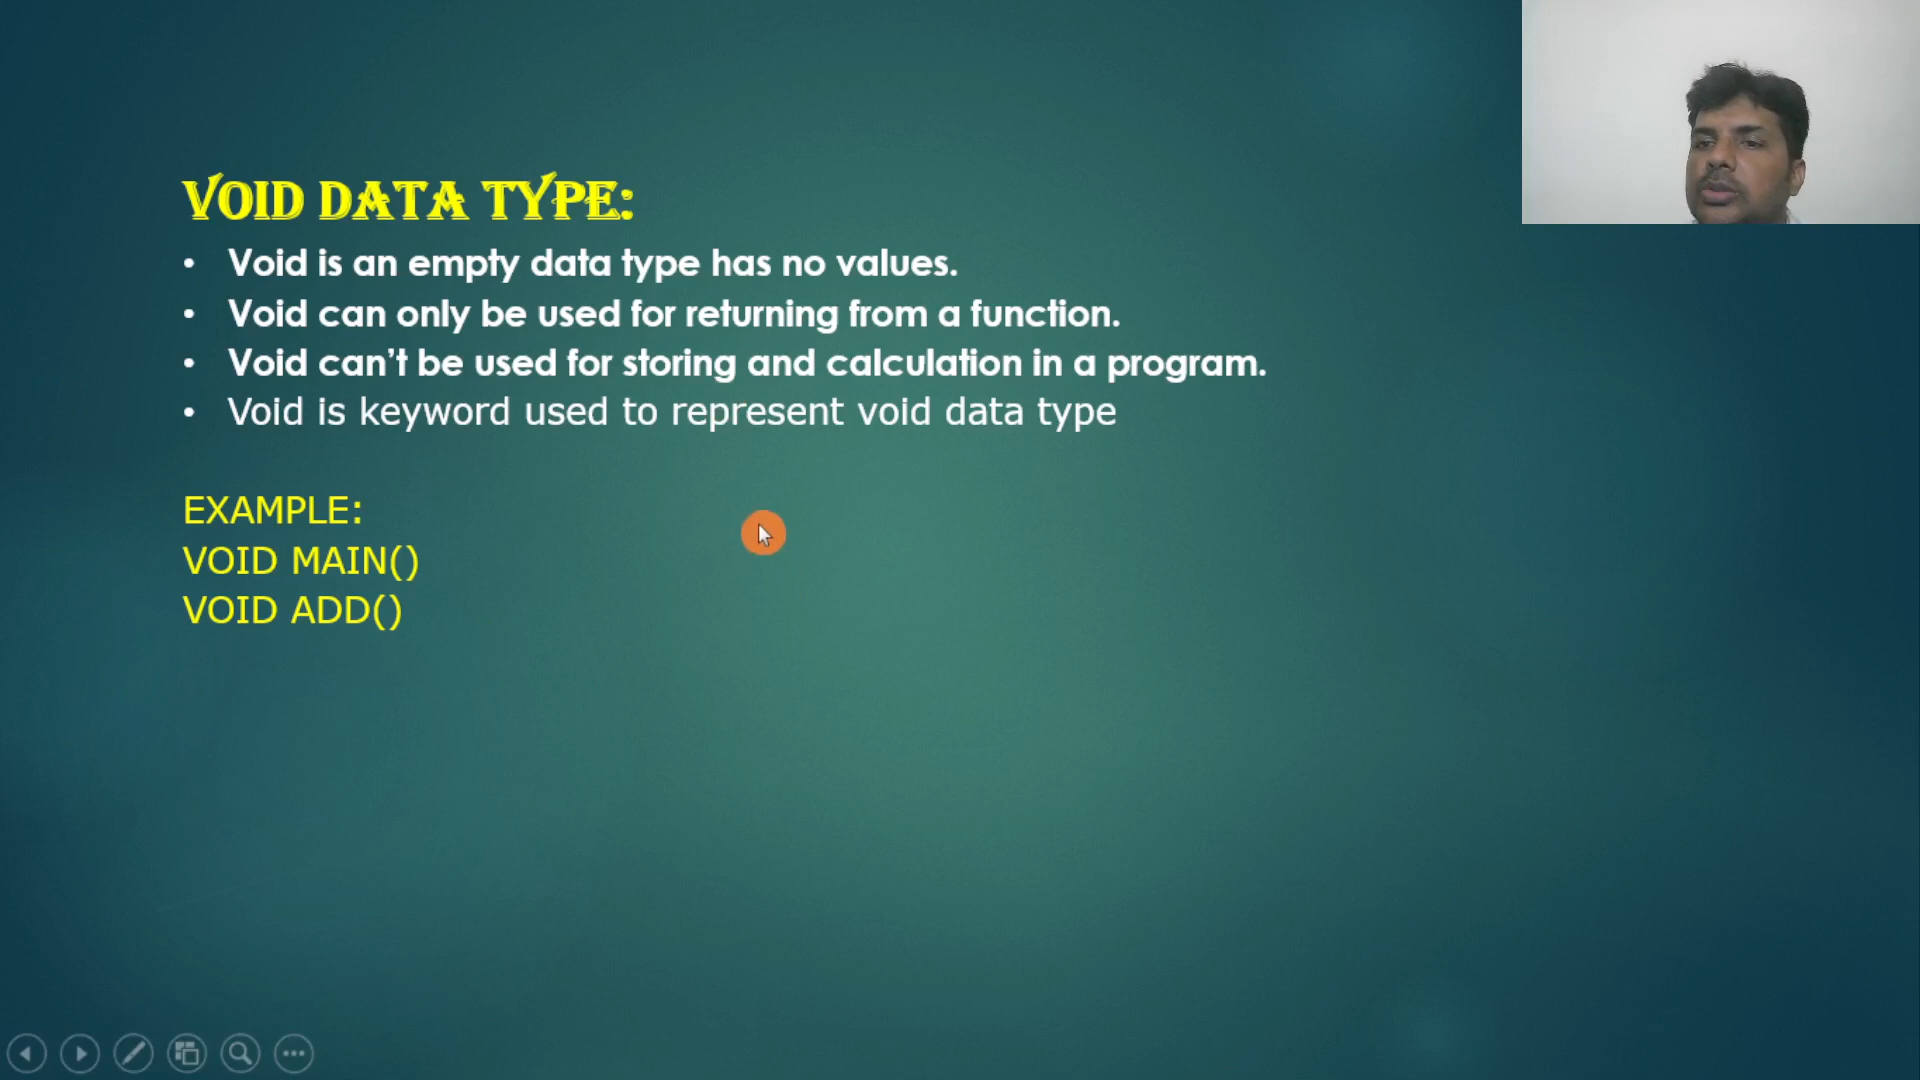 VOID DATA TYPE:
• Void is an empty data type has no values.
• Void can only be used for returning from a function.
• Void can't be used for storing and calculation in a program.
• Void is keyword used to represent void data type
EXAMPLE:
VOID MAIN()
VOID ADD()